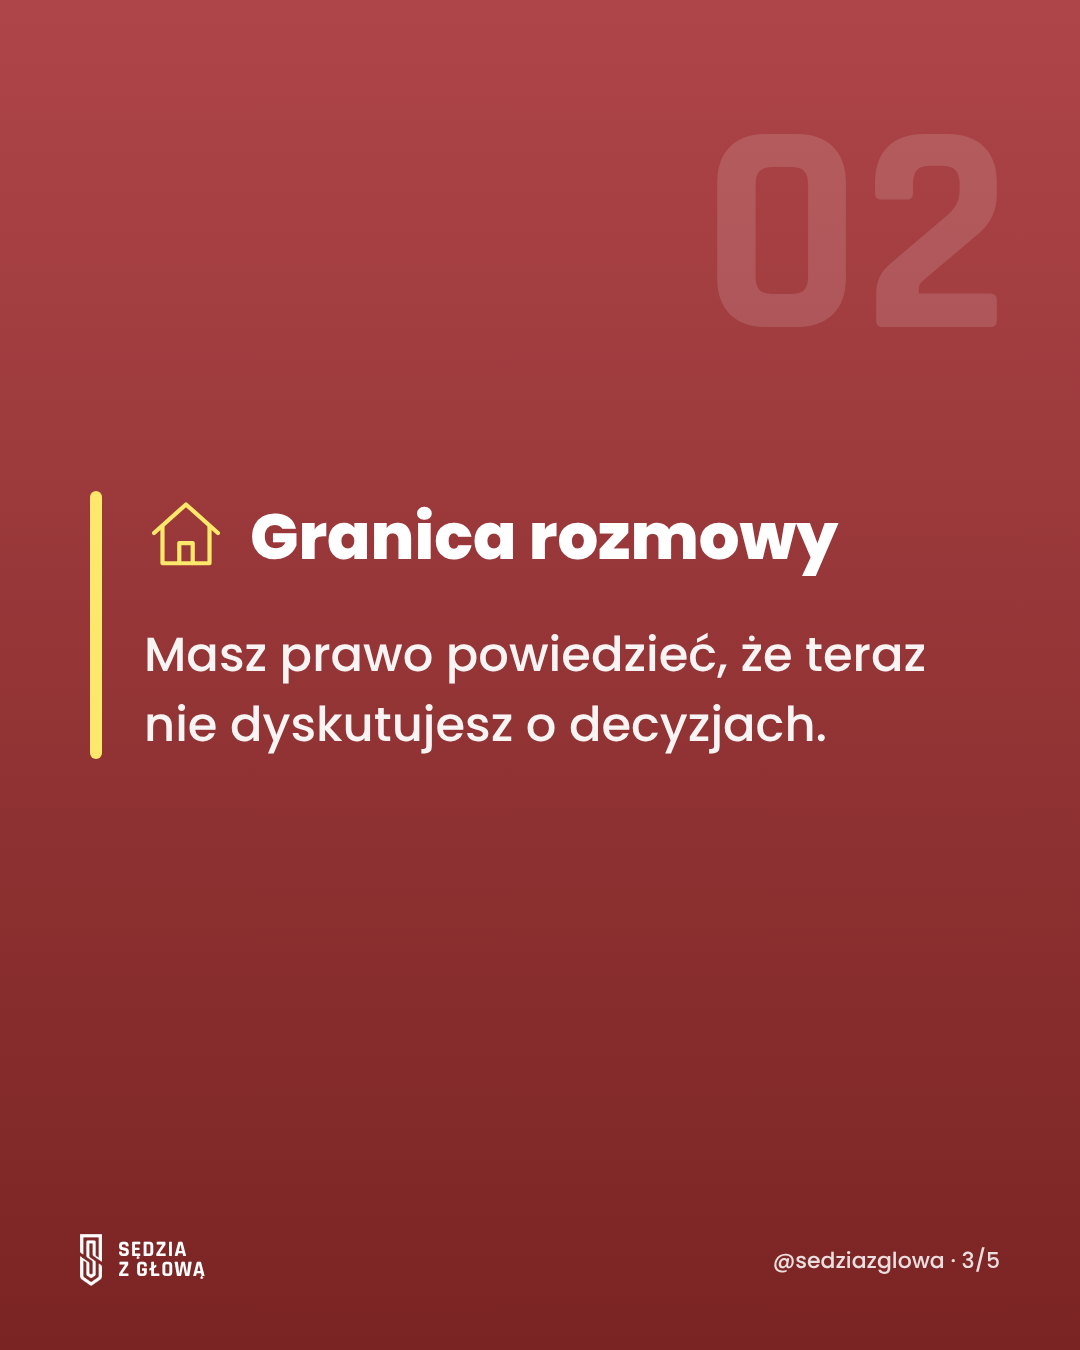 02
Granica rozmowy
Masz prawo powiedzieć, że teraz
nie dyskutujesz o decyzjach.
SĘDZIA
Z GŁOWĄ
@sedziazglowa · 3/5